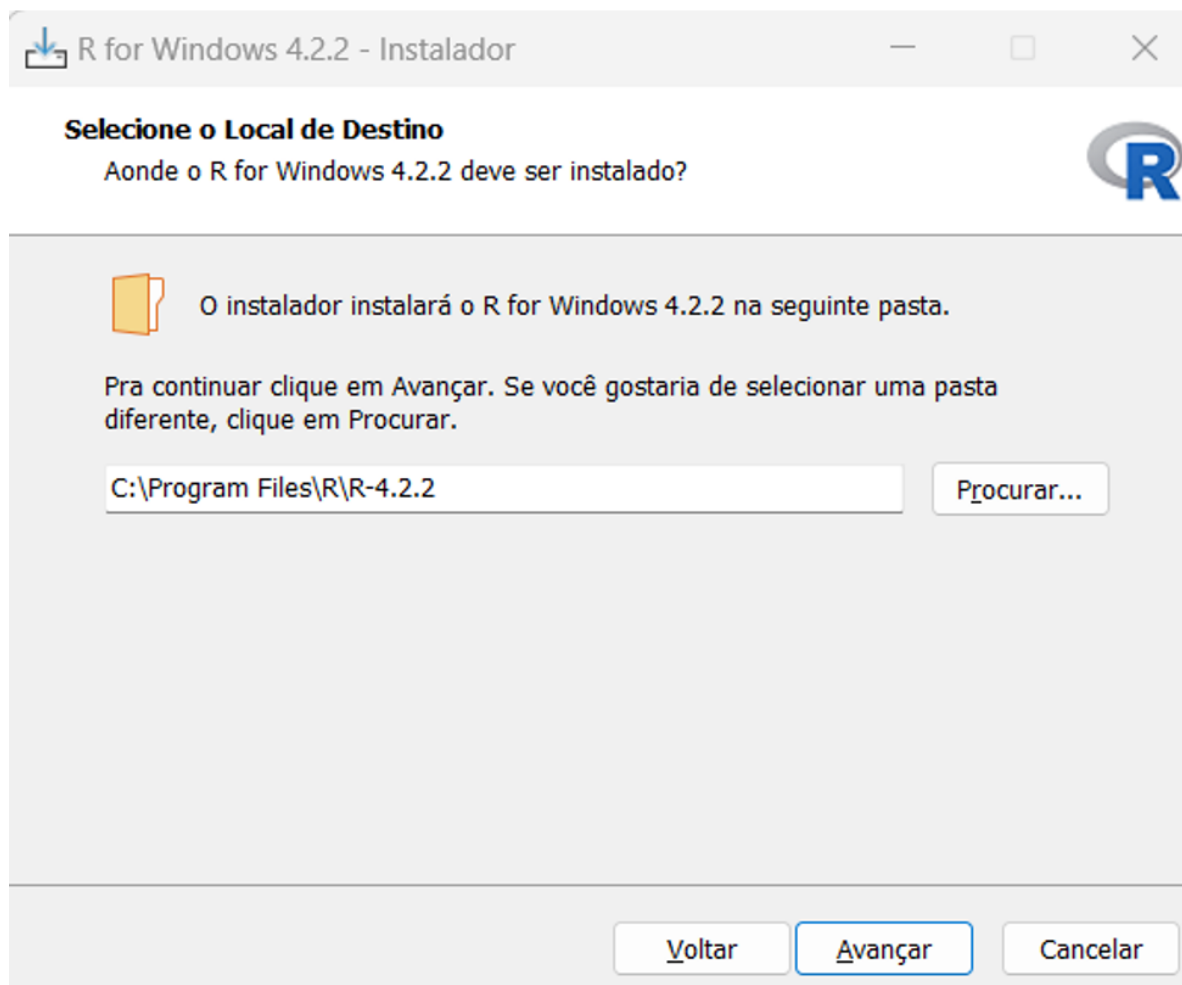 R for Windows 4.2.2 - Instalador
Selecione o Local de Destino
Aonde o R for Windows 4.2.2 deve ser instalado?
R
O instalador instalará o R for Windows 4.2.2 na seguinte pasta.
Pra continuar clique em Avançar. Se você gostaria de selecionar uma pasta
diferente, clique em Procurar.
C:\Program Files\R\R-4.2.2
Procurar...
Voltar
Avançar
Cancelar